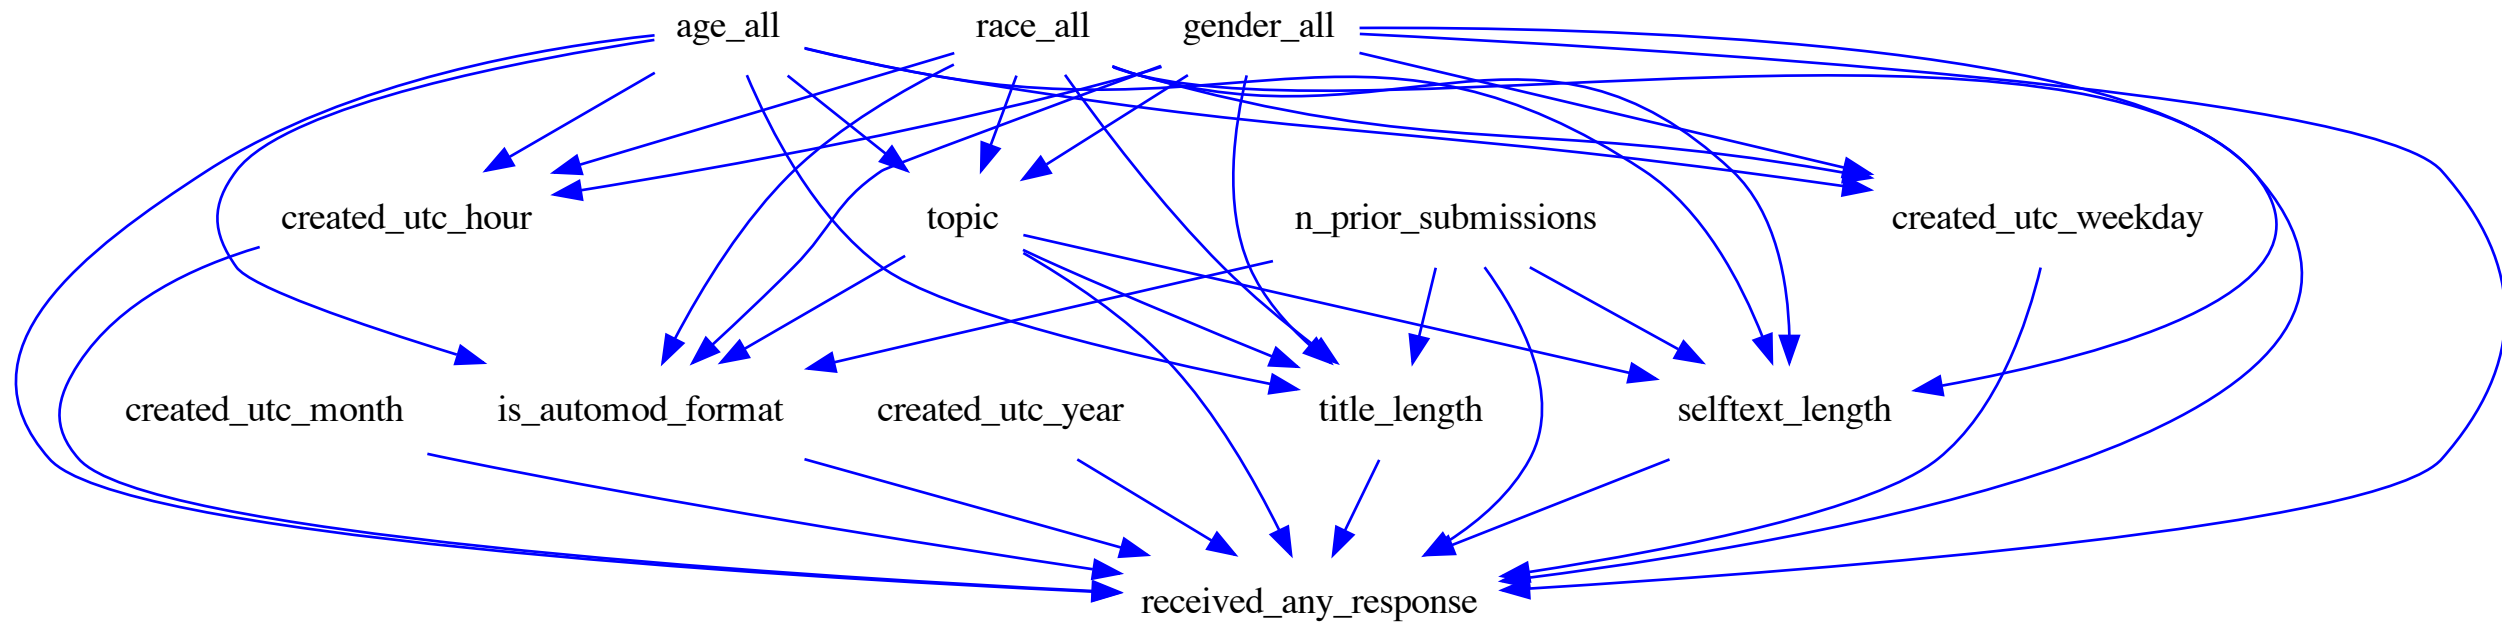 age_all race_all gender_all
created_utc_hour topic n_prior_submissions created_utc_weekday
created_utc_month is_automod_format created_utc_year title_length selftext_length
received_any_response